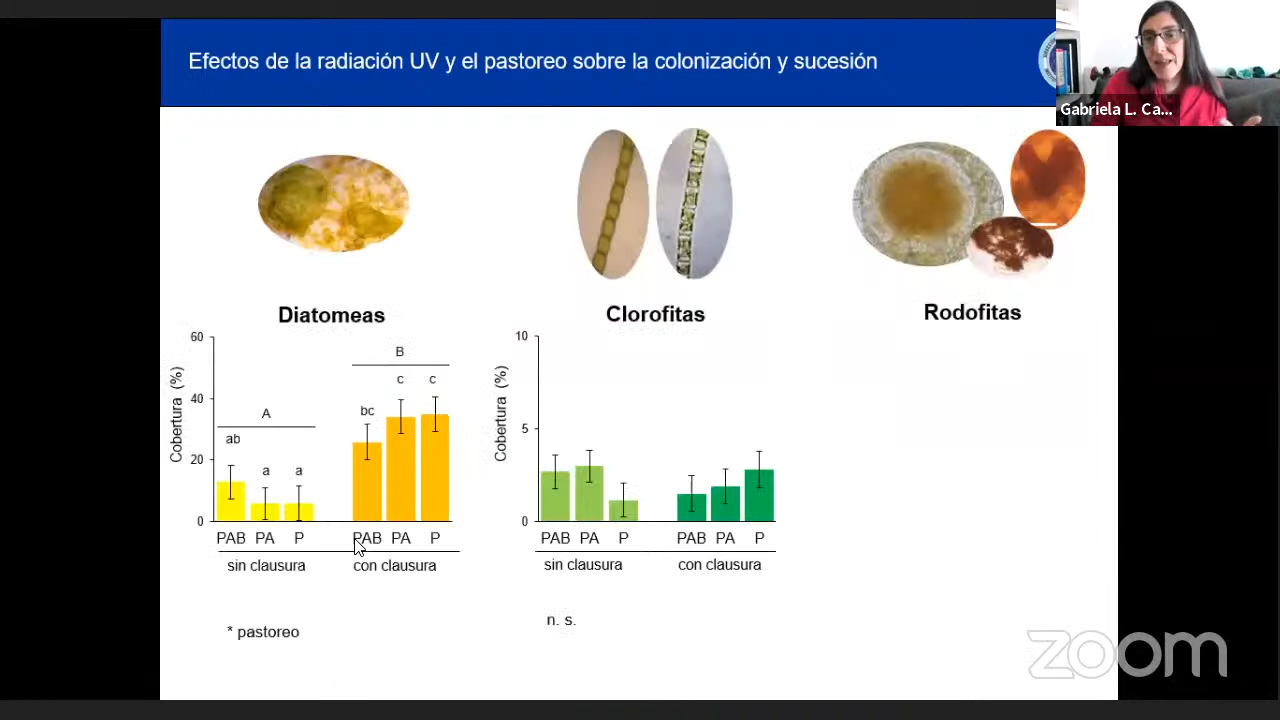 Efectos de la radiación UV y el pastoreo sobre la colonización y sucesión
Gabriela L. Ca...
Diatomeas
Clorofitas
Rodofitas
Cobertura (%)
60
40
20
0
A
ab
a
a
B
bc
c
c
PAB PA P
PAB PA P
sin clausura
con clausura
* pastoreo
Cobertura (%)
10
5
0
PAB PA P
PAB PA P
sin clausura
con clausura
n. s.
zoom